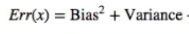 Err(x) = Bias² + Variance